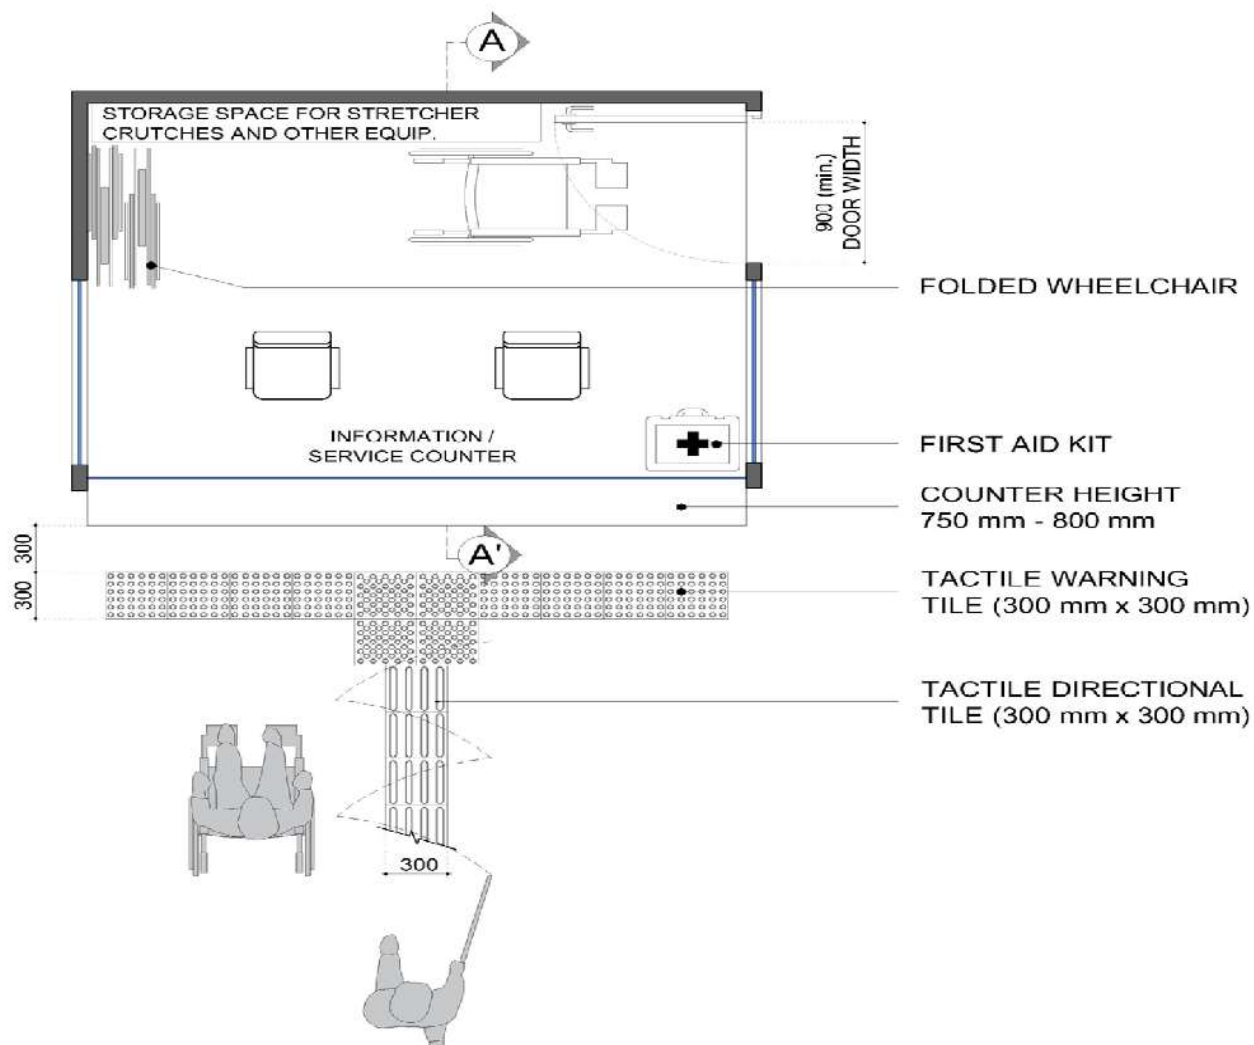 A
STORAGE SPACE FOR STRETCHER
CRUTCHES AND OTHER EQUIP.
900 (min.)
DOOR WIDTH
FOLDED WHEELCHAIR
INFORMATION /
SERVICE COUNTER
FIRST AID KIT
COUNTER HEIGHT
750 mm - 800 mm
300
A'
300
TACTILE WARNING
TILE (300 mm x 300 mm)
TACTILE DIRECTIONAL
TILE (300 mm x 300 mm)
300